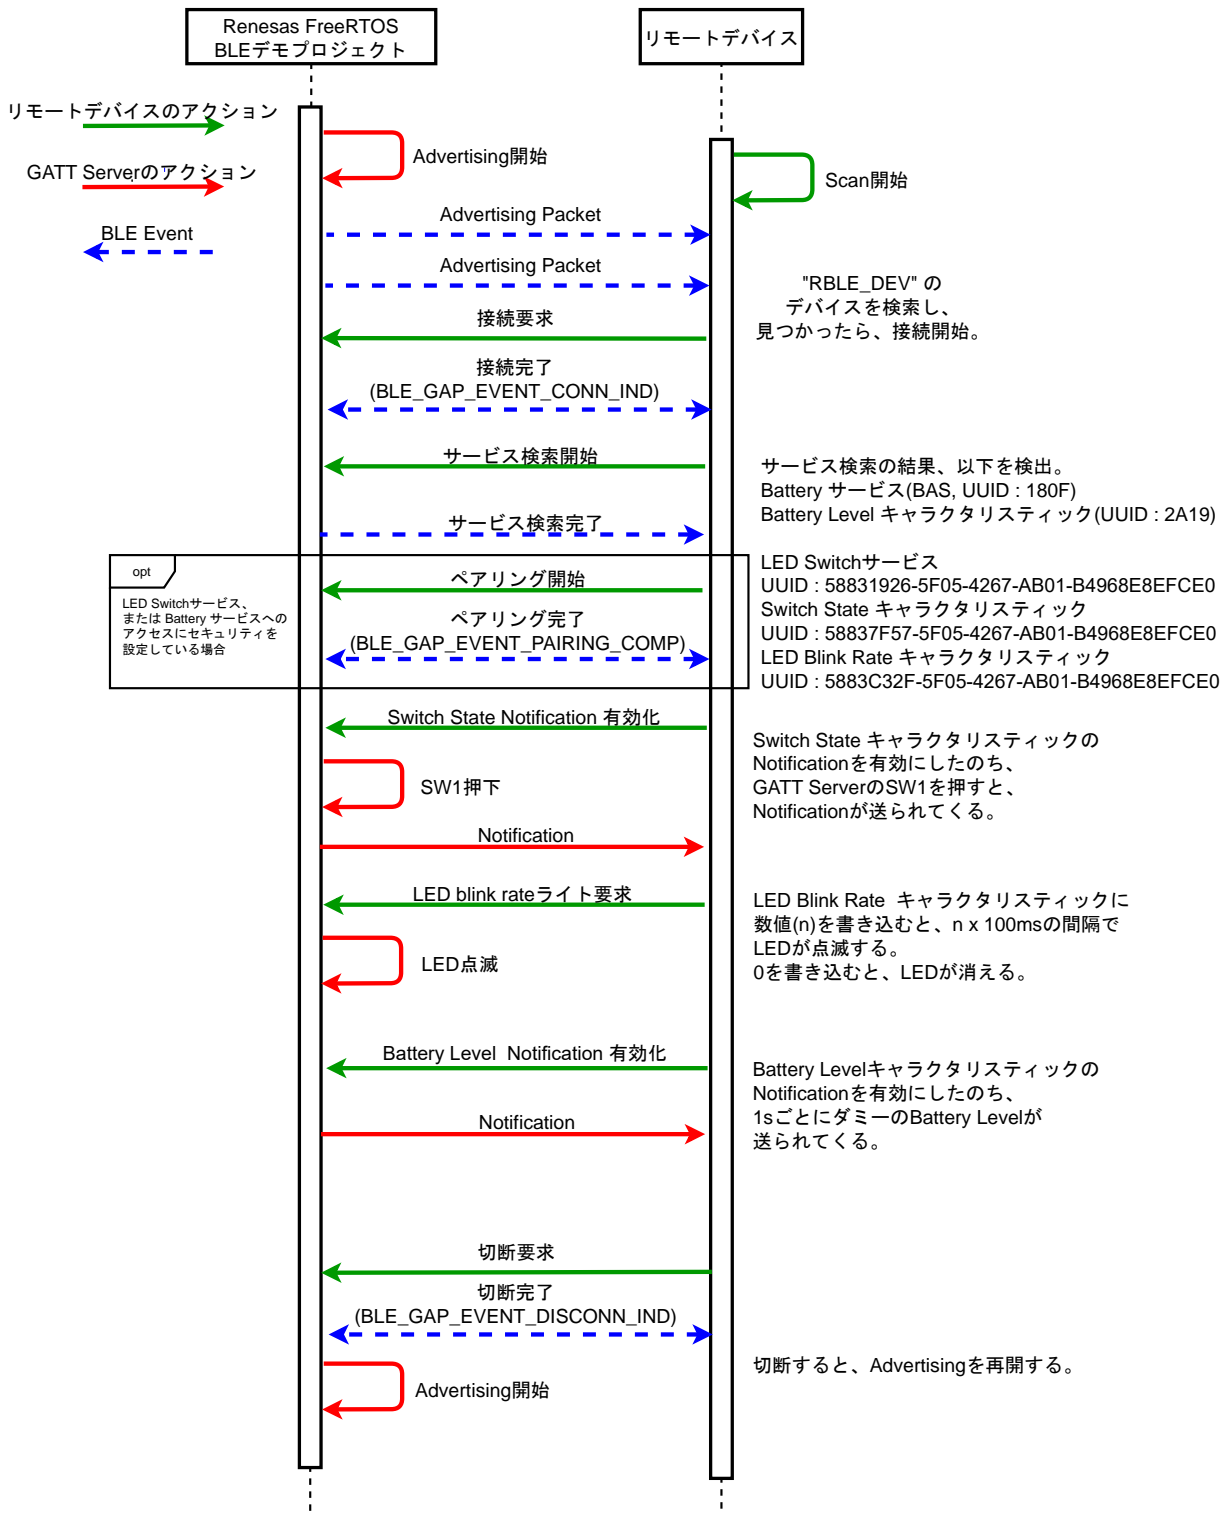 Renesas FreeRTOS
BLEデモプロジェクト
リモートデバイス
リモートデバイスのアクション
GATT Serverのアクション
BLE Event
Advertising開始
Scan開始
Advertising Packet
Advertising Packet
"RBLE_DEV" の
デバイスを検索し、
見つかったら、接続開始。
接続要求
接続完了
(BLE_GAP_EVENT_CONN_IND)
サービス検索開始
サービス検索の結果、以下を検出。
Battery サービス(BAS, UUID : 180F)
Battery Level キャラクタリスティック(UUID : 2A19)
サービス検索完了
opt
LED Switchサービス、
または Battery サービスへの
アクセスにセキュリティを
設定している場合
ペアリング開始
ペアリング完了
(BLE_GAP_EVENT_PAIRING_COMP)
LED Switchサービス
UUID : 58831926-5F05-4267-AB01-B4968E8EFCE0
Switch State キャラクタリスティック
UUID : 58837F57-5F05-4267-AB01-B4968E8EFCE0
LED Blink Rate キャラクタリスティック
UUID : 5883C32F-5F05-4267-AB01-B4968E8EFCE0
Switch State Notification 有効化
Switch State キャラクタリスティックの
Notificationを有効にしたのち、
GATT ServerのSW1を押すと、
Notificationが送られてくる。
SW1押下
Notification
LED blink rateライト要求
LED Blink Rate キャラクタリスティックに
数値(n)を書き込むと、n x 100msの間隔で
LEDが点滅する。
0を書き込むと、LEDが消える。
LED点滅
Battery Level Notification 有効化
Battery Levelキャラクタリスティックの
Notificationを有効にしたのち、
1sごとにダミーのBattery Levelが
送られてくる。
Notification
切断要求
切断完了
(BLE_GAP_EVENT_DISCONN_IND)
切断すると、Advertisingを再開する。
Advertising開始